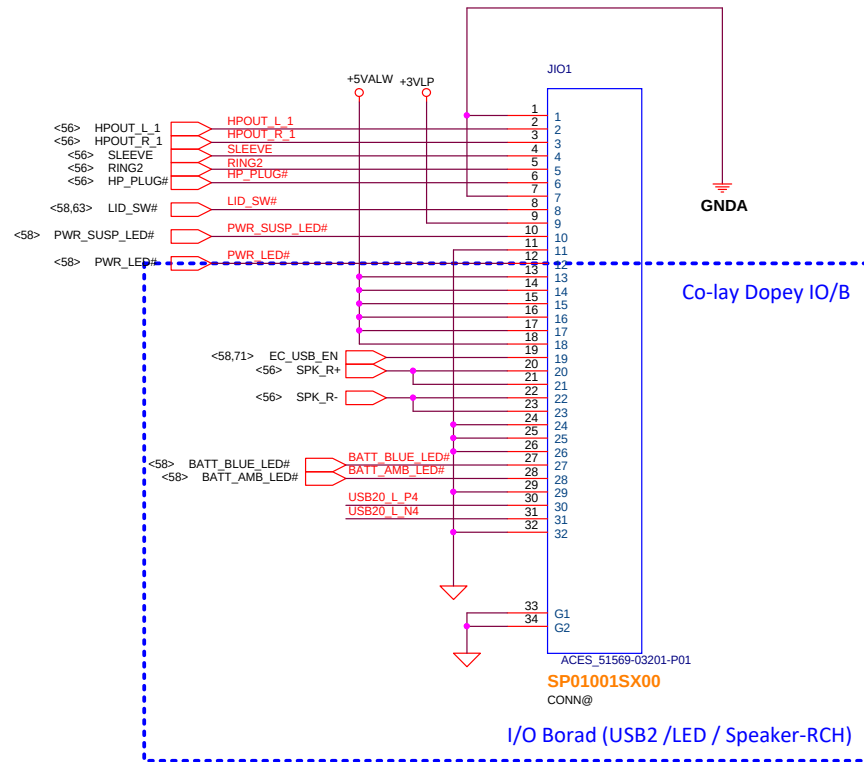 JIO1
+5VALW +3VLP
1 1
<56> HPOUT_L_1 HPOUT_L_1 2 2
<56> HPOUT_R_1 HPOUT_R_1 3 3
<56> SLEEVE SLEEVE 4 4
<56> RING2 RING2 5 5
<56> HP_PLUG# HP_PLUG# 6 6
7 7
GNDA
<58,63> LID_SW# LID_SW# 8 8
9 9
<58> PWR_SUSP_LED# PWR_SUSP_LED# 10 10
11 11
<58> PWR_LED# PWR_LED# 12 12
13 13
Co-lay Dopey IO/B
14 14
15 15
16 16
17 17
18 18
<58,71> EC_USB_EN 19 19
<56> SPK_R+ 20 20
21 21
<56> SPK_R- 22 22
23 23
24 24
25 25
26 26
<58> BATT_BLUE_LED# BATT_BLUE_LED# 27 27
<58> BATT_AMB_LED# BATT_AMB_LED# 28 28
29 29
USB20_L_P4 30 30
USB20_L_N4 31 31
32 32
33 G1
34 G2
ACES_51569-03201-P01
SP01001SX00
CONN@
I/O Borad (USB2 /LED / Speaker-RCH)